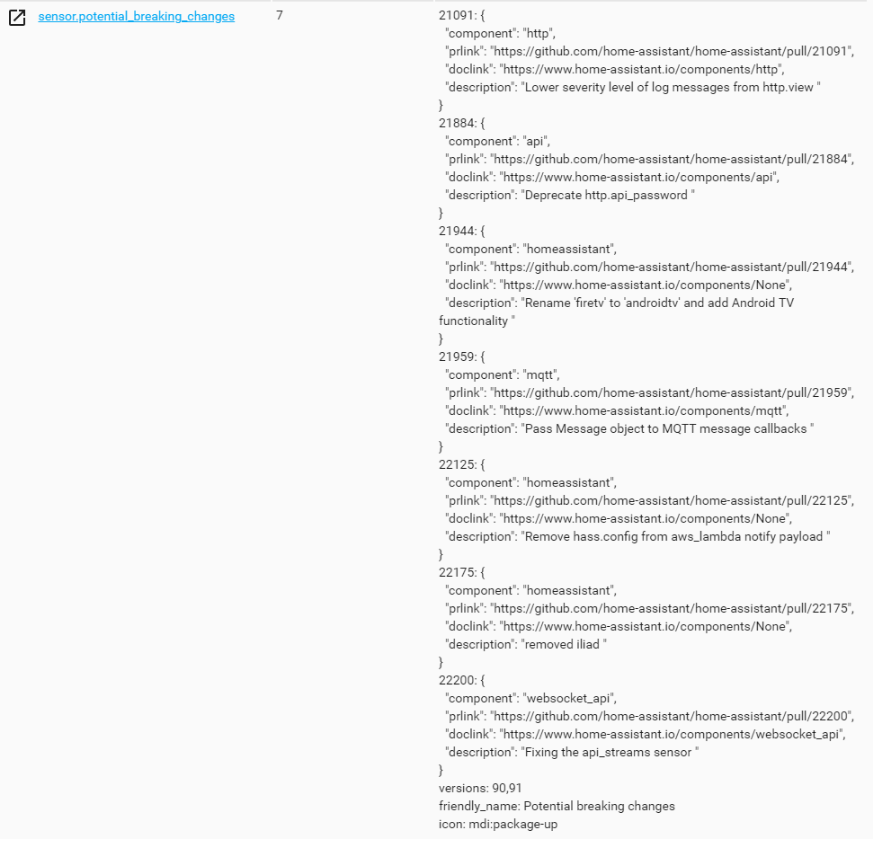 sensor.potential_breaking_changes 7 21091: {
"component": "http",
"prlink": "https://github.com/home-assistant/home-assistant/pull/21091",
"doclink": "https://www.home-assistant.io/components/http",
"description": "Lower severity level of log messages from http.view "
}
21884: {
"component": "api",
"prlink": "https://github.com/home-assistant/home-assistant/pull/21884",
"doclink": "https://www.home-assistant.io/components/api",
"description": "Deprecate http.api_password "
}
21944: {
"component": "homeassistant",
"prlink": "https://github.com/home-assistant/home-assistant/pull/21944",
"doclink": "https://www.home-assistant.io/components/None",
"description": "Rename 'firetv' to 'androidtv' and add Android TV
functionality "
}
21959: {
"component": "mqtt",
"prlink": "https://github.com/home-assistant/home-assistant/pull/21959",
"doclink": "https://www.home-assistant.io/components/mqtt",
"description": "Pass Message object to MQTT message callbacks "
}
22125: {
"component": "homeassistant",
"prlink": "https://github.com/home-assistant/home-assistant/pull/22125",
"doclink": "https://www.home-assistant.io/components/None",
"description": "Remove hass.config from aws_lambda notify payload "
}
22175: {
"component": "homeassistant",
"prlink": "https://github.com/home-assistant/home-assistant/pull/22175",
"doclink": "https://www.home-assistant.io/components/None",
"description": "removed iliad "
}
22200: {
"component": "websocket_api",
"prlink": "https://github.com/home-assistant/home-assistant/pull/22200",
"doclink": "https://www.home-assistant.io/components/websocket_api",
"description": "Fixing the api_streams sensor "
}
versions: 90,91
friendly_name: Potential breaking changes
icon: mdi:package-up